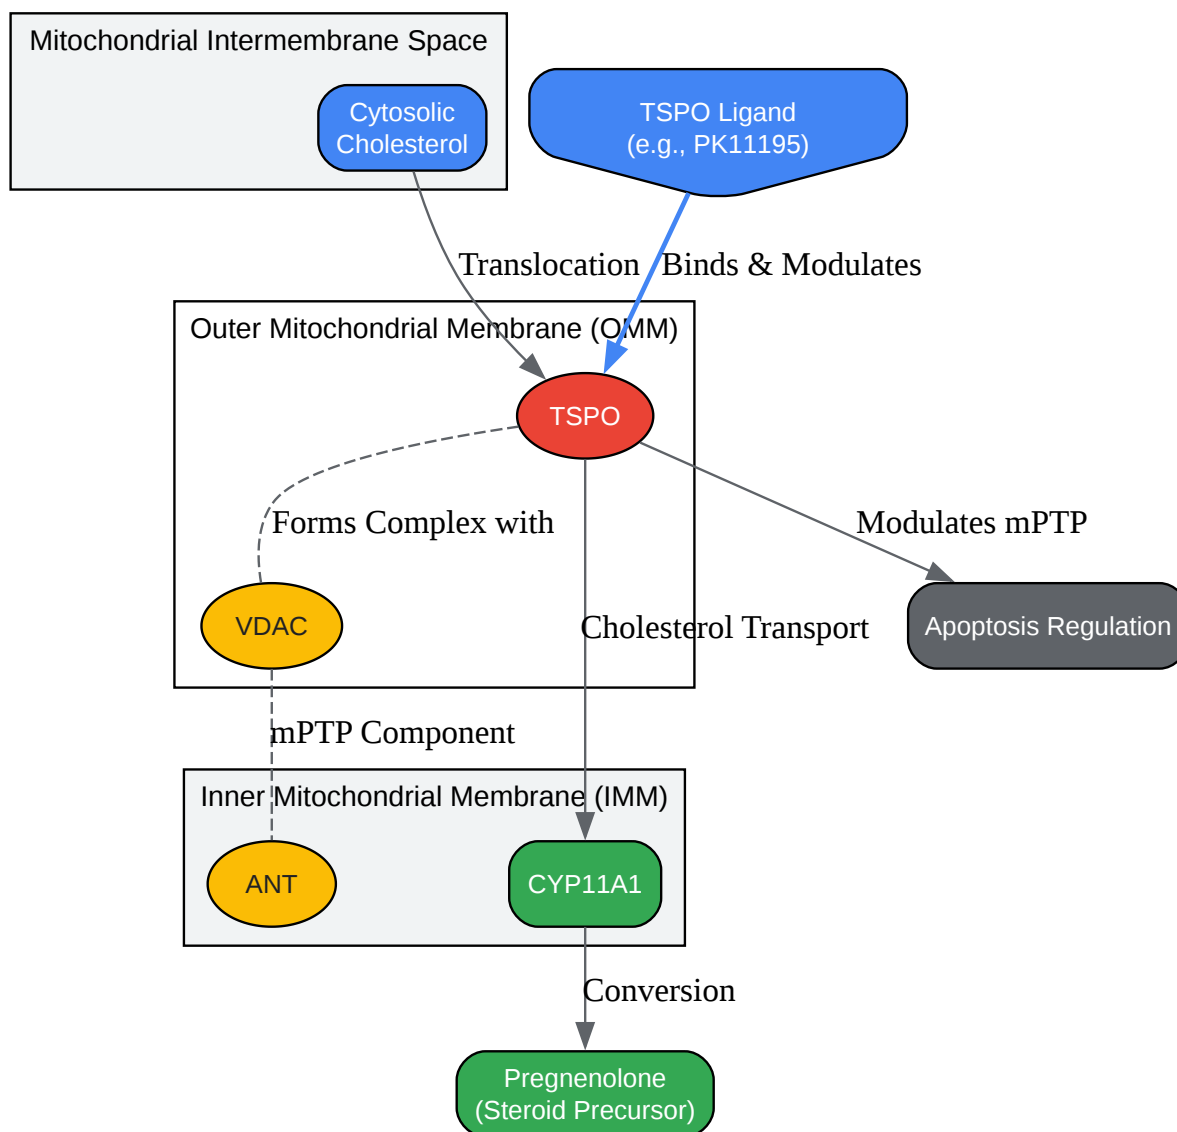 Mitochondrial Intermembrane Space
Cytosolic
Cholesterol
TSPO Ligand
(e.g., PK11195)
Translocation
Binds & Modulates
Outer Mitochondrial Membrane (OMM)
TSPO
Forms Complex with
Modulates mPTP
VDAC
Cholesterol Transport
Apoptosis Regulation
mPTP Component
Inner Mitochondrial Membrane (IMM)
ANT
CYP11A1
Conversion
Pregnenolone
(Steroid Precursor)